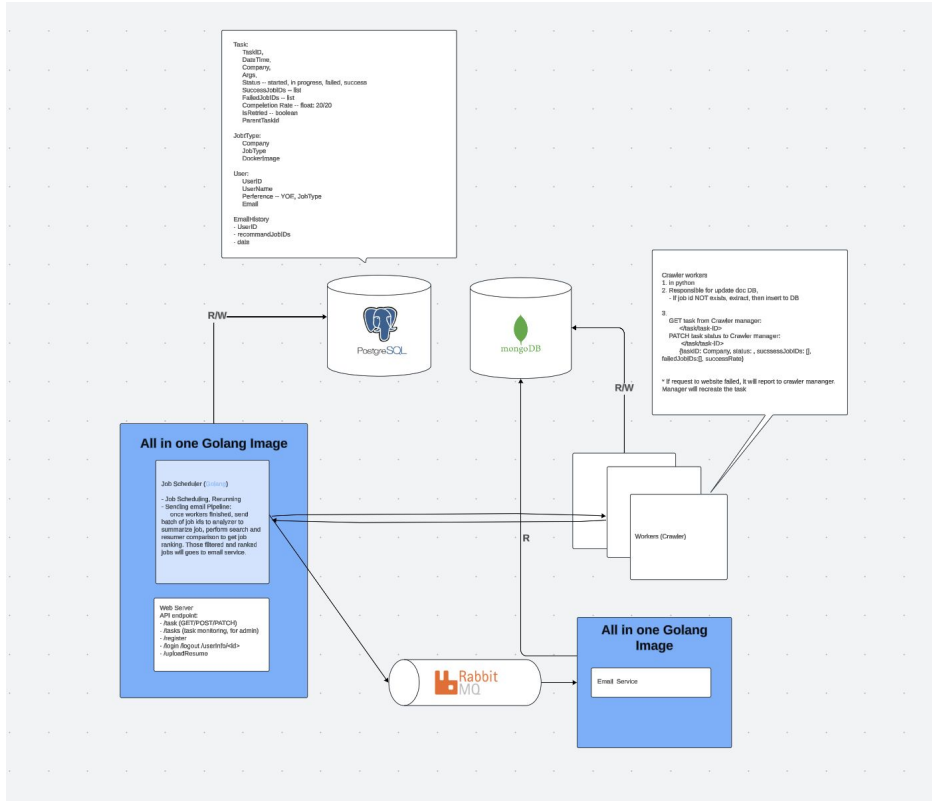 Task:
TaskID,
DateTime,
Company,
Args,
Status -- started, in progress, failed, success
SuccessJobIDs -- list
FailedJobIDs -- list
Competetion Rate -- float: 20/20
IsRetried -- boolean
ParentTaskId
JobtType:
Company
JobType
DockerImage
User:
UserID
UserName
Perference -- YOE, JobType
Email
EmailHistory
- UserID
- recommandJobIDs
- date
Crawler workers
1. in python
2. Responsible for update doc DB,
- If job id NOT exists, extract, then insert to DB
3.
GET task from Crawler manager:
</task/task-ID>
PATCH task status to Crawler manager:
</task/task-ID>
{taskID: Company, status: , sucssessJobIDs: [],
failedJobIDs:[], successRate}
* If request to website failed, it will report to crawler mananger.
Manager will recreate the task
R/W
PostgreSQL
mongoDB
R/W
All in one Golang Image
Job Scheduler (Golang)
- Job Scheduling, Rerunning
- Sending email Pipeline:
once workers finished, send
batch of job ids to analyzer to
summarize job, perform search and
resumer comparison to get job
ranking. Those filtered and ranked
jobs will goes to email service.
R
Workers (Crawler)
Web Server
API endpoint:
- /task (GET/POST/PATCH)
- /tasks (task monitoring, for admin)
- /register
- /login /logout /userInfo/<id>
- /uploadResume
RabbitMQ
All in one Golang
Image
Email Service